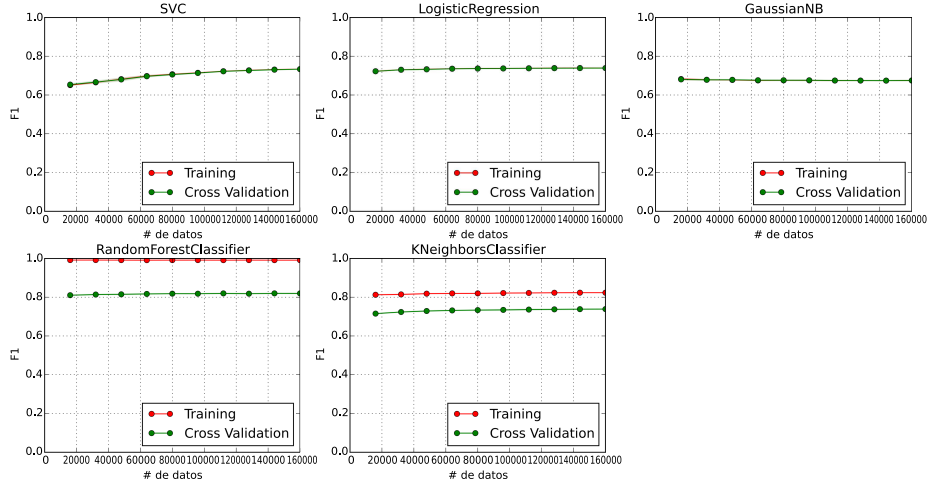 SVC
1.0
0.8
0.6
0.4
0.2
0.0
F1
0 20000 40000 60000 80000 100000 120000 140000 160000
# de datos
Training
Cross Validation
LogisticRegression
1.0
0.8
0.6
0.4
0.2
0.0
F1
0 20000 40000 60000 80000 100000 120000 140000 160000
# de datos
Training
Cross Validation
GaussianNB
1.0
0.8
0.6
0.4
0.2
0.0
F1
0 20000 40000 60000 80000 100000 120000 140000 160000
# de datos
Training
Cross Validation
RandomForestClassifier
1.0
0.8
0.6
0.4
0.2
0.0
F1
0 20000 40000 60000 80000 100000 120000 140000 160000
# de datos
Training
Cross Validation
KNeighborsClassifier
1.0
0.8
0.6
0.4
0.2
0.0
F1
0 20000 40000 60000 80000 100000 120000 140000 160000
# de datos
Training
Cross Validation